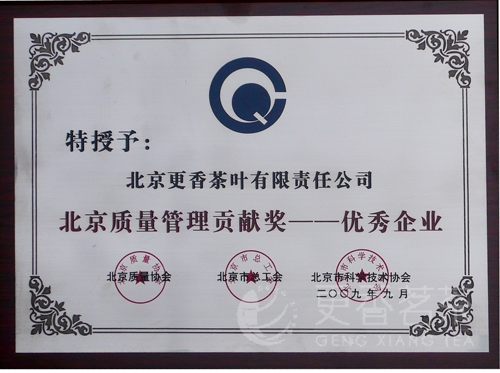 特授予：
北京更香茶叶有限责任公司
北京质量管理贡献奖——优秀企业
北京质量协会 北京市总工会 北京市科学技术协会
二〇〇九年九月
更香茗茶
GENG XIANG TEA